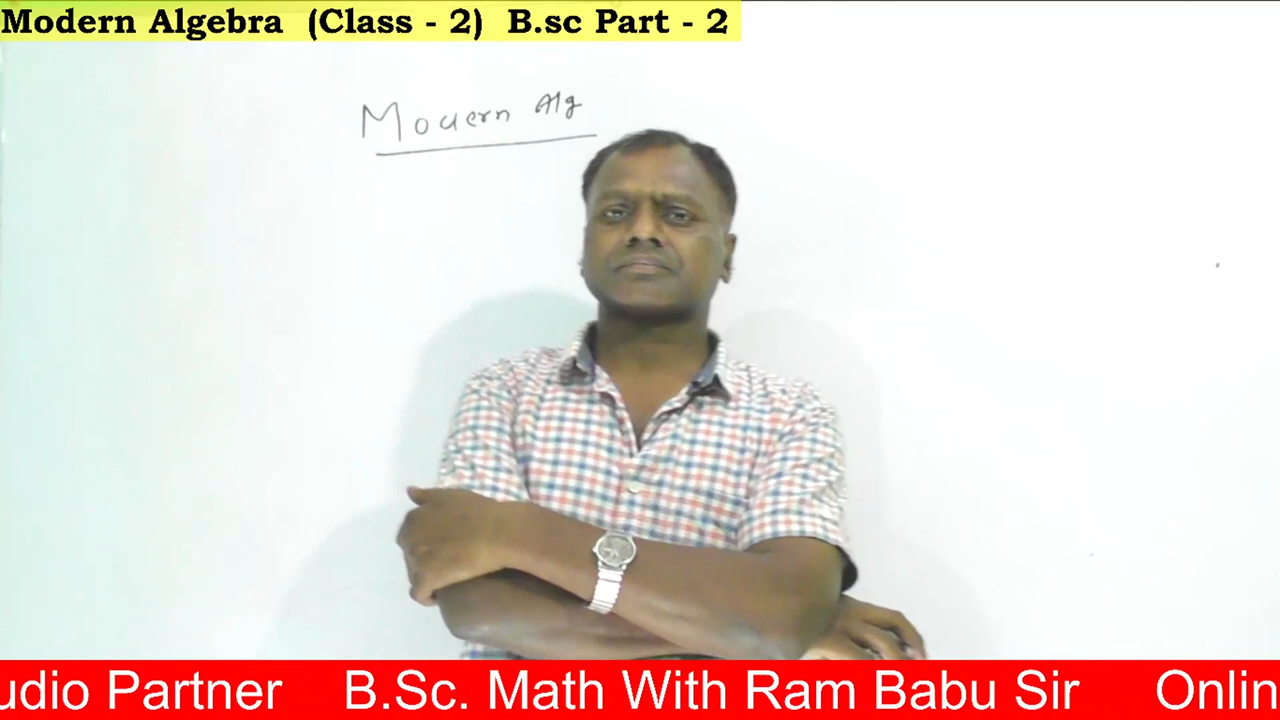 Modern Algebra (Class - 2) B.sc Part - 2
Modern Alg
udio Partner B.Sc. Math With Ram Babu Sir Onlin